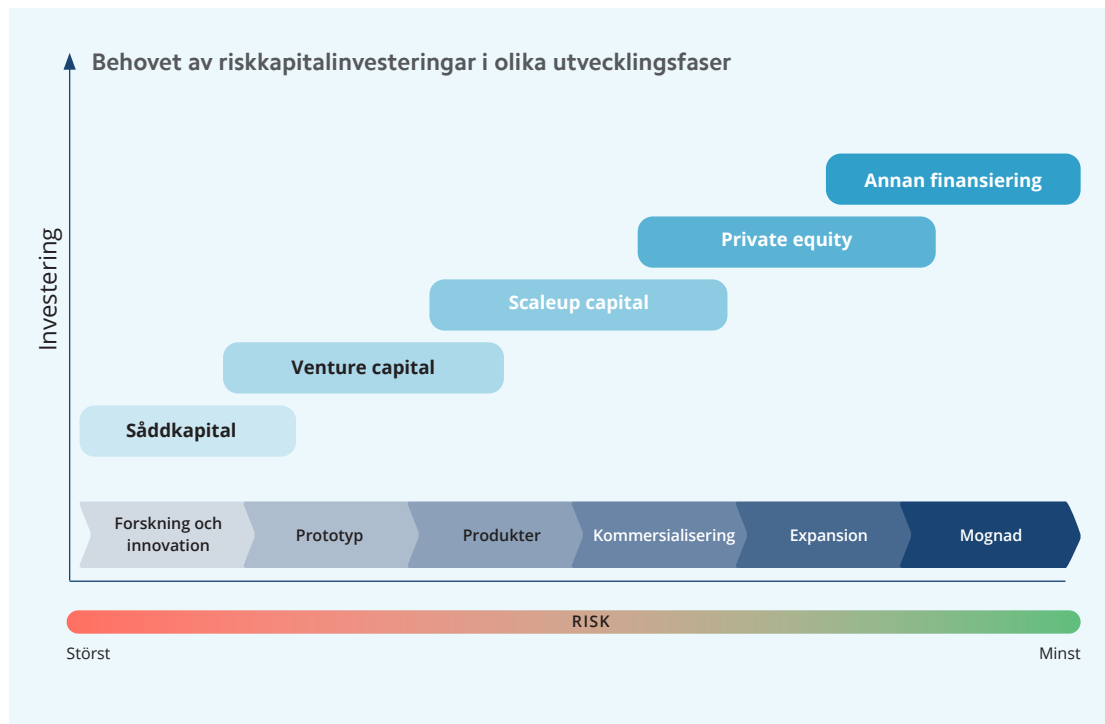 Behovet av riskkapitalinvesteringar i olika utvecklingsfaser
Investering
Annan finansiering
Private equity
Scaleup capital
Venture capital
Såddkapital
Forskning och
innovation
Prototyp
Produkter
Kommersialisering
Expansion
Mognad
RISK
Störst
Minst